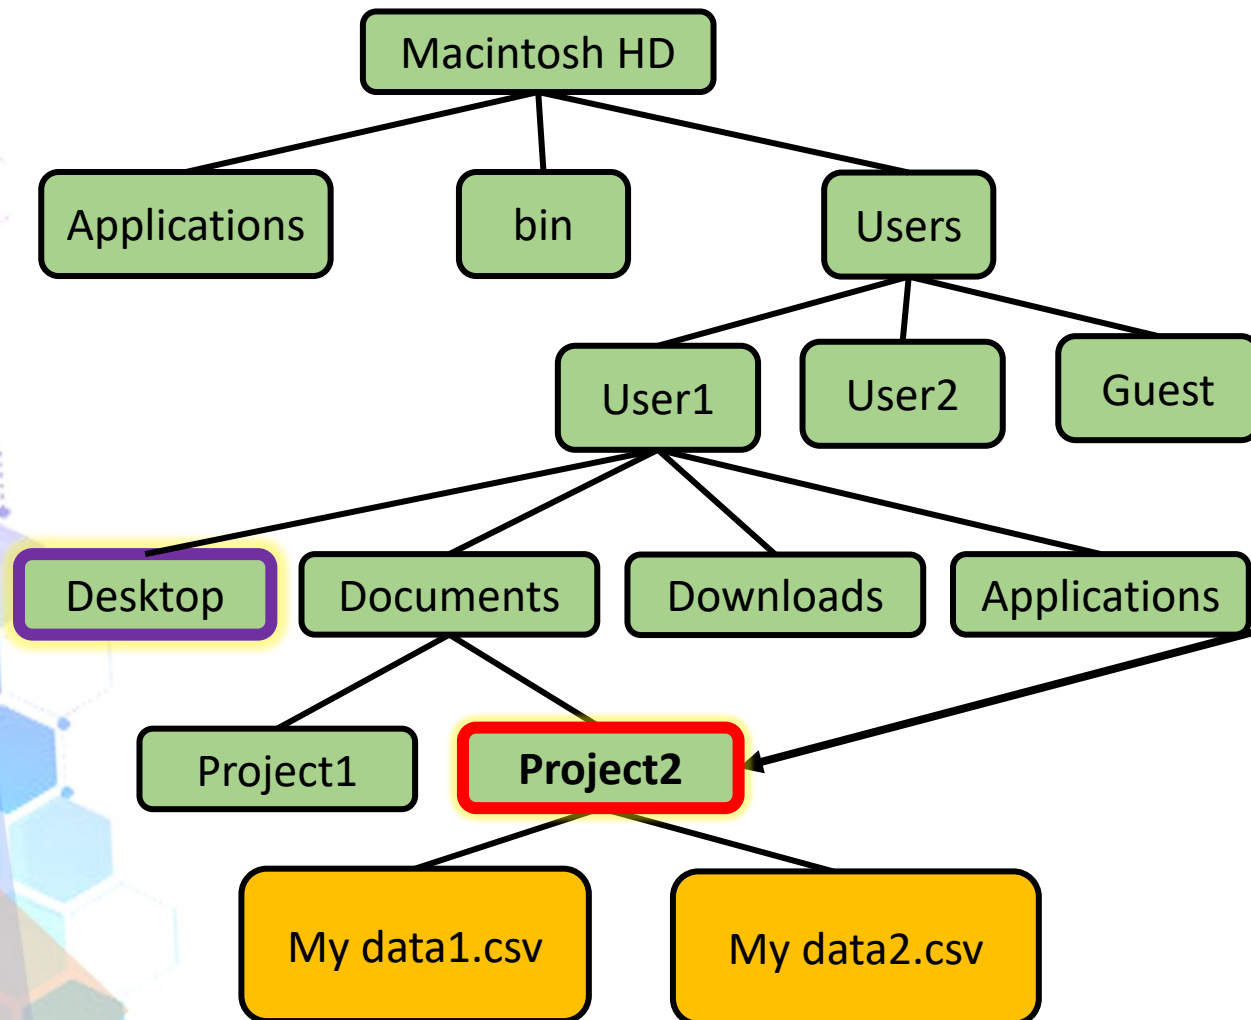 Macintosh HD
Applications
bin
Users
User1
User2
Guest
Desktop
Documents
Downloads
Applications
Project1
Project2
My data1.csv
My data2.csv